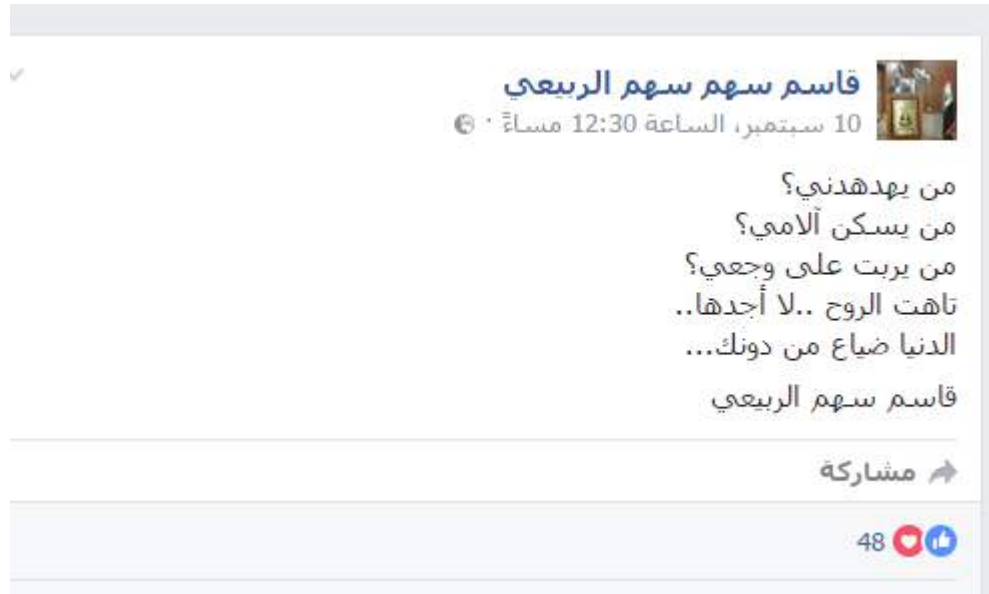 قاسم سهم سهم الربيعي
10 سبتمبر، الساعة 12:30 مساءً ·
من يهدهدني؟
من يسكن آلامي؟
من يربت على وجعي؟
تاهت الروح ..لا أجدها..
الدنيا ضياع من دونك...
قاسم سهم الربيعي
مشاركة
48